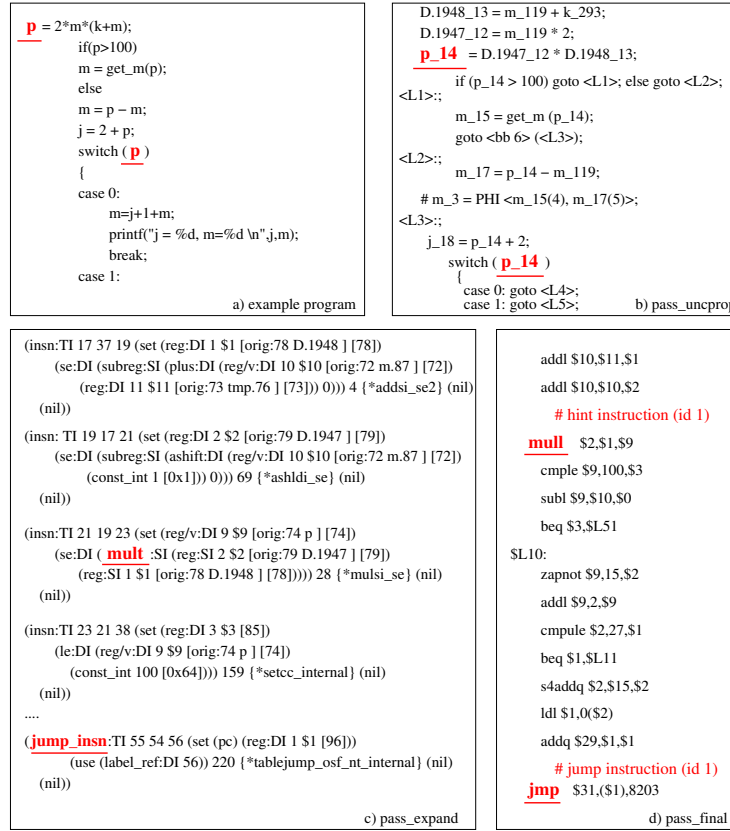 p = 2*m*(k+m);
if(p>100)
m = get_m(p);
else
m = p − m;
j = 2 + p;
switch ( p )
{
case 0:
m=j+1+m;
printf("j = %d, m=%d \n",j,m);
break;
case 1:
a) example program
D.1948_13 = m_119 + k_293;
D.1947_12 = m_119 * 2;
p_14 = D.1947_12 * D.1948_13;
if (p_14 > 100) goto <L1>; else goto <L2>;
<L1>:;
m_15 = get_m (p_14);
goto <bb 6> (<L3>);
<L2>:;
m_17 = p_14 − m_119;
# m_3 = PHI <m_15(4), m_17(5)>;
<L3>:;
j_18 = p_14 + 2;
switch ( p_14 )
{
case 0: goto <L4>;
case 1: goto <L5>;
b) pass_uncprop
(insn:TI 17 37 19 (set (reg:DI 1 $1 [orig:78 D.1948 ] [78])
(se:DI (subreg:SI (plus:DI (reg/v:DI 10 $10 [orig:72 m.87 ] [72])
(reg:DI 11 $11 [orig:73 tmp.76 ] [73])) 0))) 4 {*addsi_se2} (nil)
(nil))
(insn: TI 19 17 21 (set (reg:DI 2 $2 [orig:79 D.1947 ] [79])
(se:DI (subreg:SI (ashift:DI (reg/v:DI 10 $10 [orig:72 m.87 ] [72])
(const_int 1 [0x1])) 0))) 69 {*ashldi_se} (nil)
(nil))
(insn:TI 21 19 23 (set (reg/v:DI 9 $9 [orig:74 p ] [74])
(se:DI ( mult :SI (reg:SI 2 $2 [orig:79 D.1947 ] [79])
(reg:SI 1 $1 [orig:78 D.1948 ] [78])))) 28 {*mulsi_se} (nil)
(nil))
(insn:TI 23 21 38 (set (reg:DI 3 $3 [85])
(le:DI (reg/v:DI 9 $9 [orig:74 p ] [74])
(const_int 100 [0x64]))) 159 {*setcc_internal} (nil)
(nil))
....
(jump_insn:TI 55 54 56 (set (pc) (reg:DI 1 $1 [96]))
(use (label_ref:DI 56)) 220 {*tablejump_osf_nt_internal} (nil)
(nil))
c) pass_expand
addl $10,$11,$1
addl $10,$10,$2
# hint instruction (id 1)
mull $2,$1,$9
cmple $9,100,$3
subl $9,$10,$0
beq $3,$L51
$L10:
zapnot $9,15,$2
addl $9,2,$9
cmpule $2,27,$1
beq $1,$L11
s4addq $2,$15,$2
ldl $1,0($2)
addq $29,$1,$1
# jump instruction (id 1)
jmp $31,($1),8203
d) pass_final